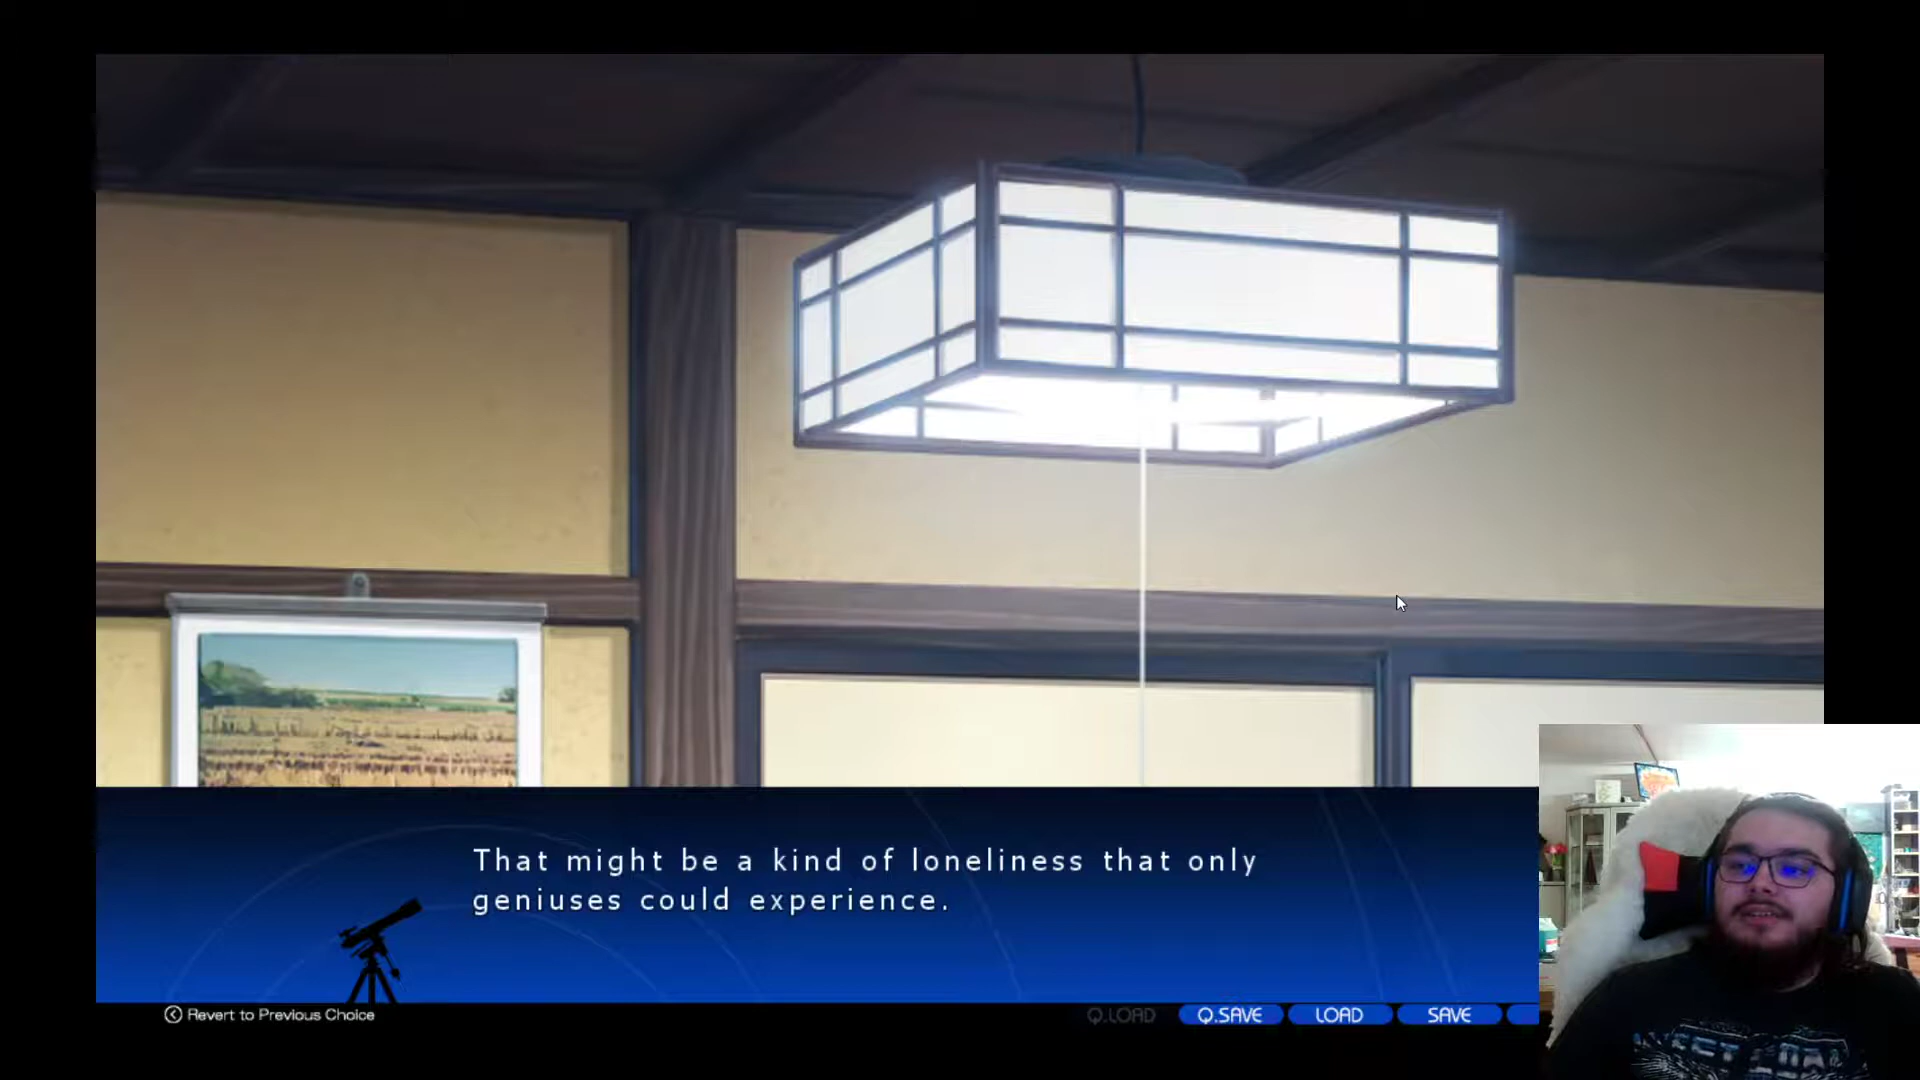 That might be a kind of loneliness that only
geniuses could experience.
Revert to Previous Choice
Q.LOAD
Q.SAVE
LOAD
SAVE